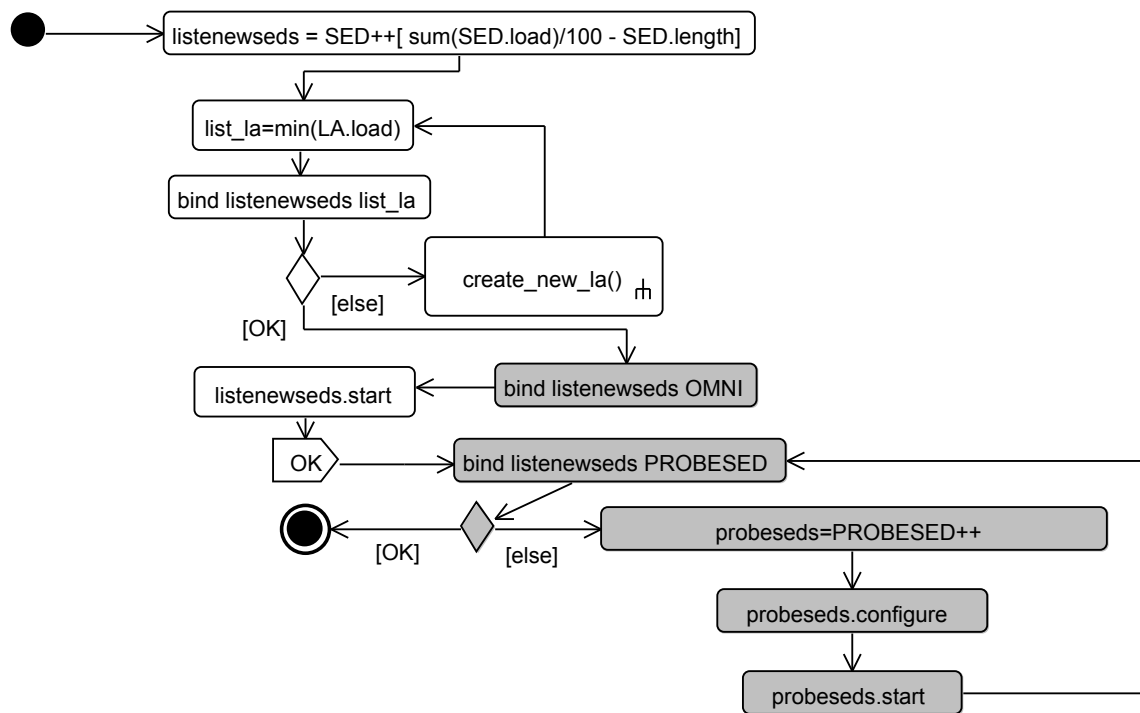 listenewseds = SED++[ sum(SED.load)/100 - SED.length]
list_la=min(LA.load)
bind listenewseds list_la
create_new_la()
[else]
[OK]
bind listenewseds OMNI
listenewseds.start
OK
bind listenewseds PROBESED
probeseds=PROBESED++
[OK]
[else]
probeseds.configure
probeseds.start